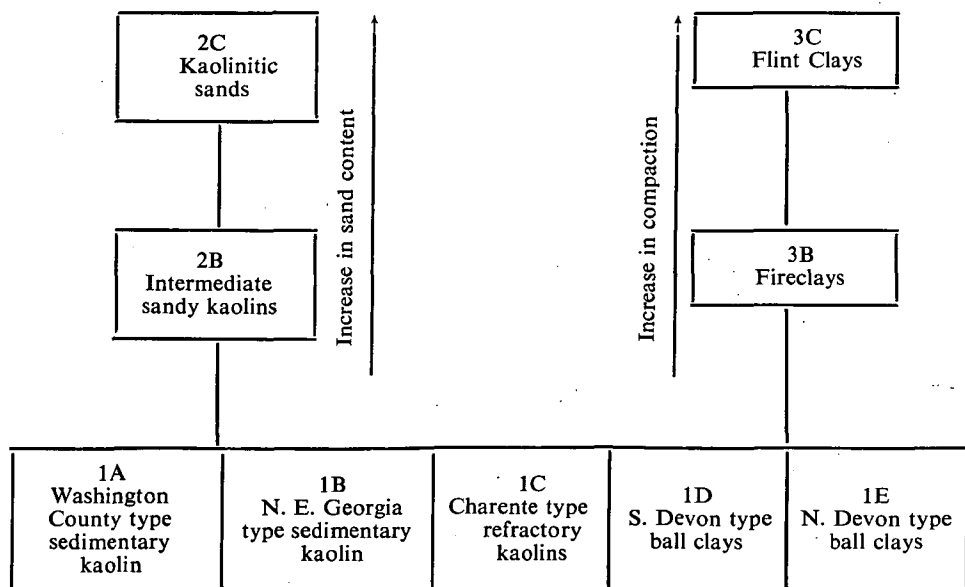 2C
Kaolinitic
sands
Increase in sand content
Increase in compaction
3C
Flint Clays
2B
Intermediate
sandy kaolins
3B
Fireclays
1A
Washington
County type
sedimentary
kaolin
1B
N. E. Georgia
type sedimentary
kaolin
1C
Charente type
refractory
kaolins
1D
S. Devon type
ball clays
1E
N. Devon type
ball clays